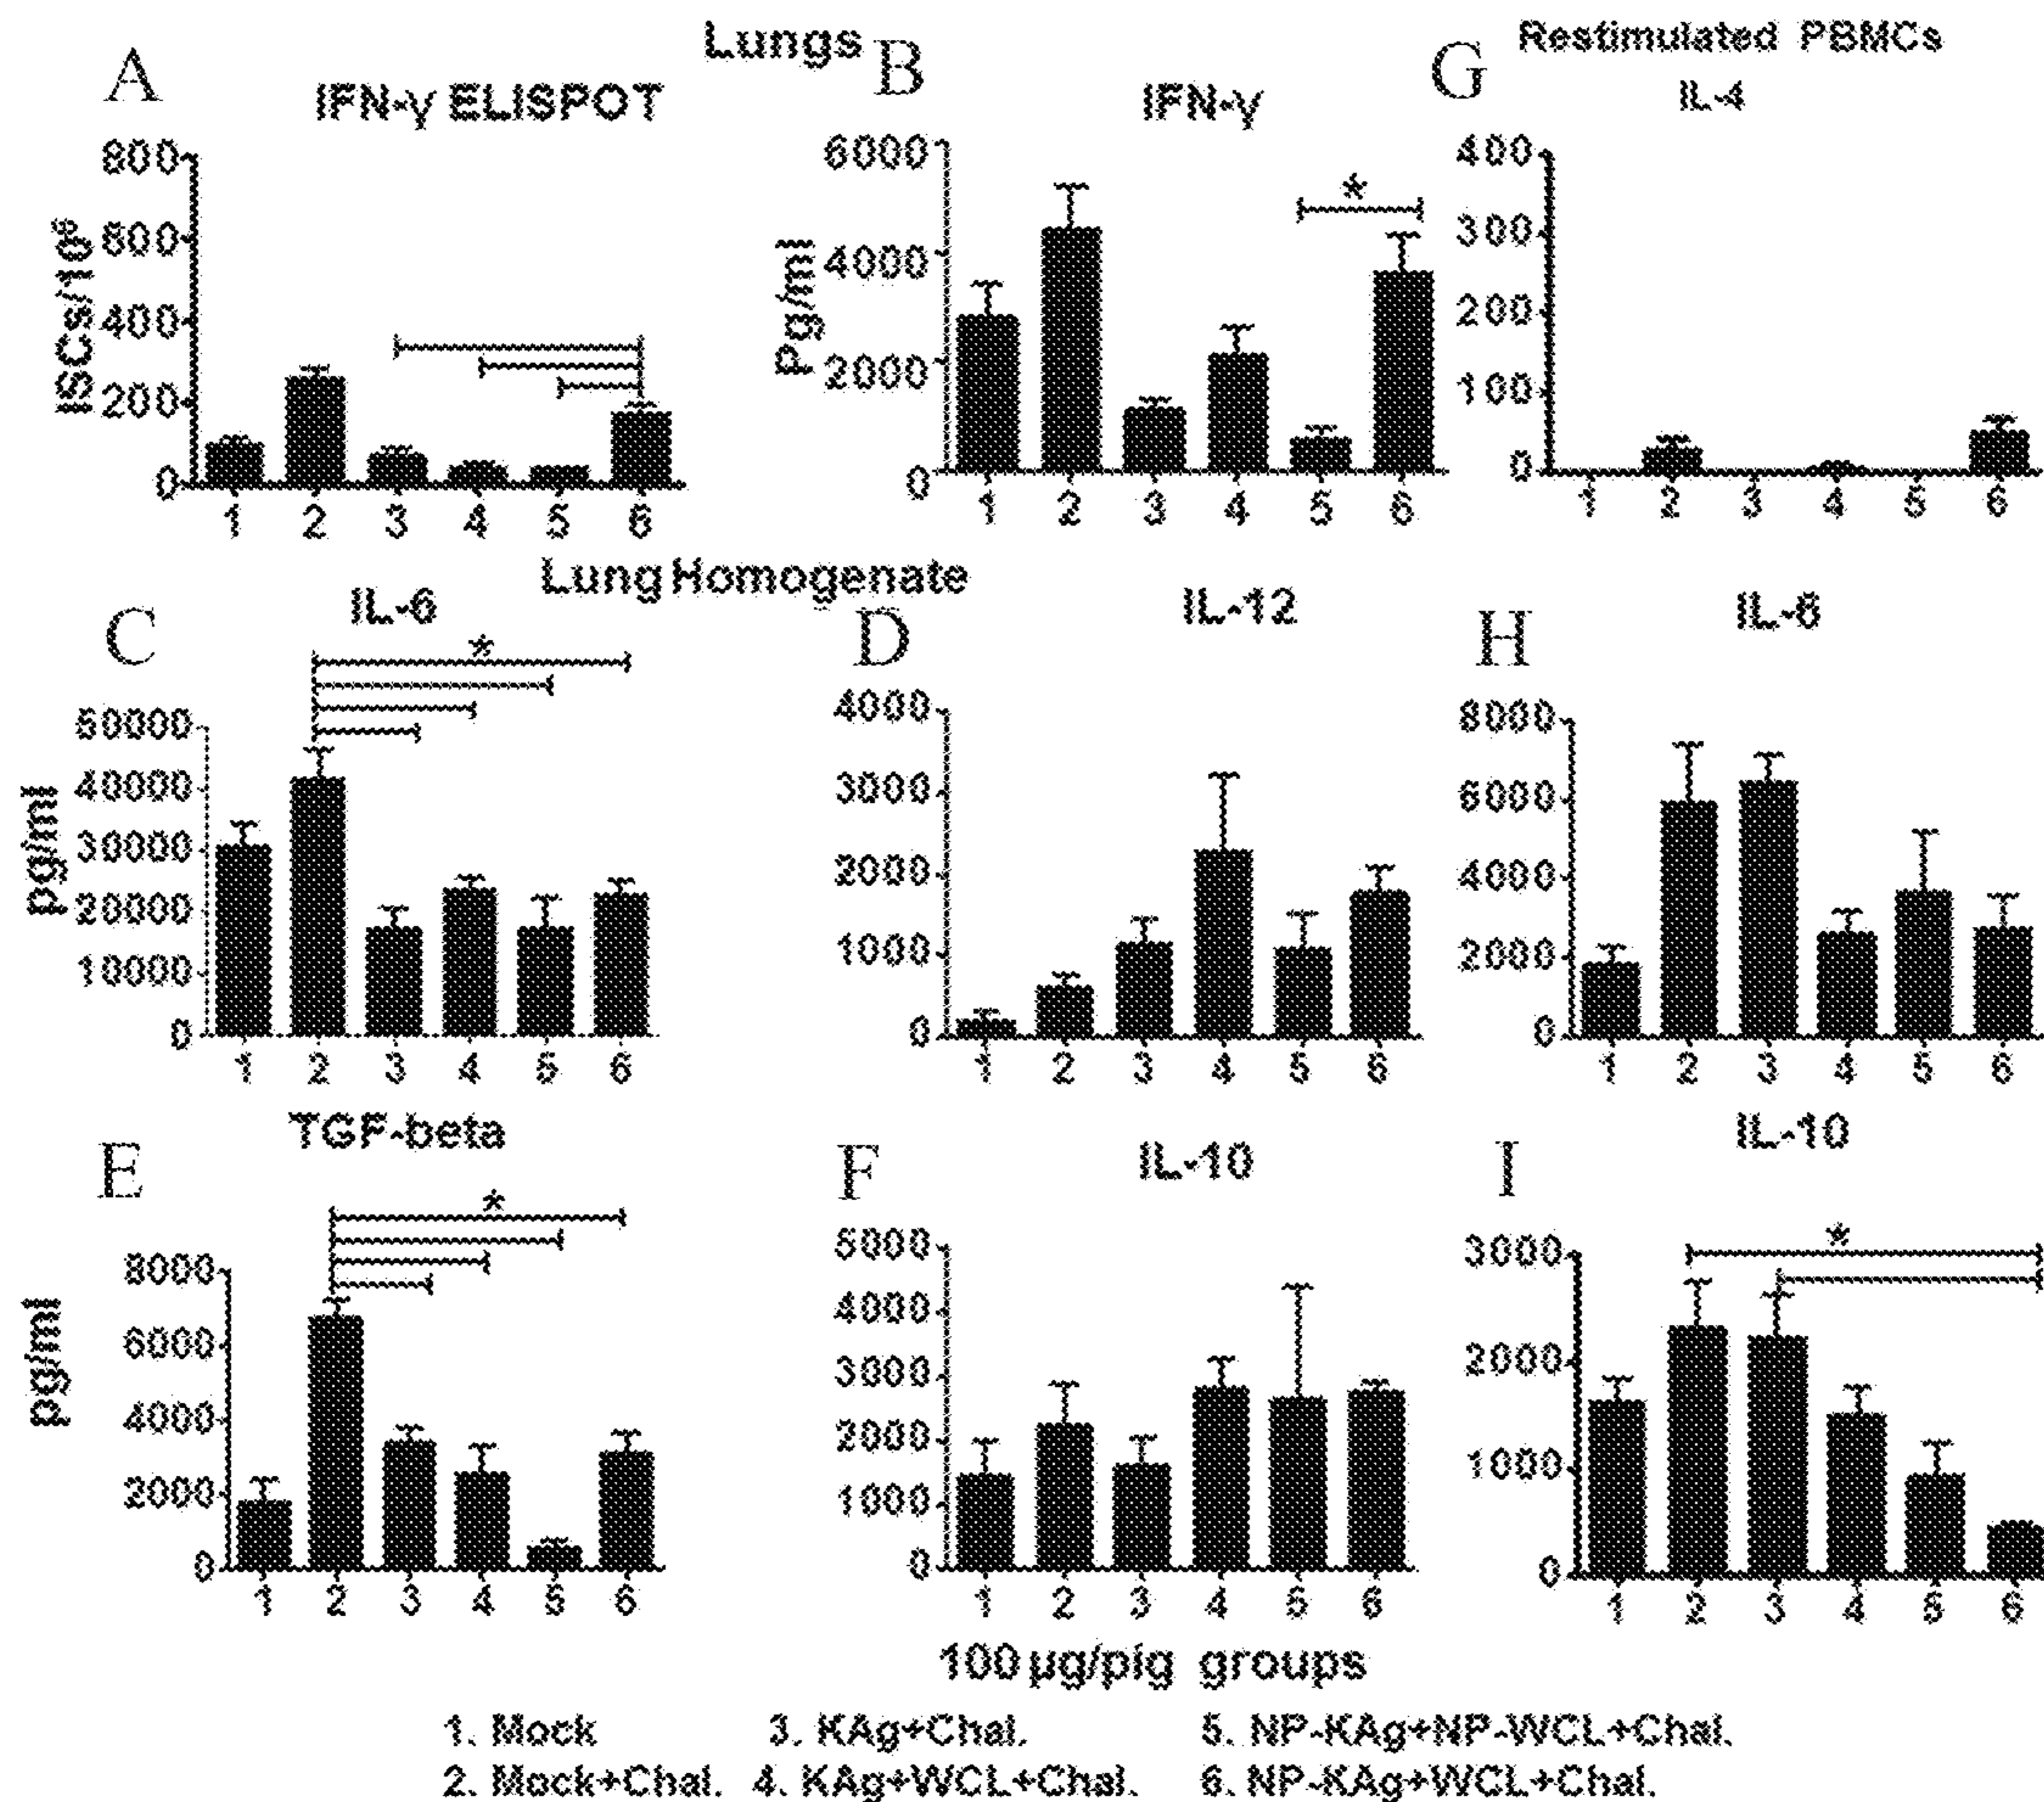 Lungs
Restimulated PBMCs
A
IFN-γ ELISPOT
B
IFN-γ
G
IL-4
ISCs/10⁶
800
600
400
200
0
1 2 3 4 5 6
Pg/ml
6000
4000
2000
0
*
1 2 3 4 5 6
400
300
200
100
0
1 2 3 4 5 6
Lung Homogenate
C
IL-6
D
IL-12
H
IL-6
pg/ml
*
50000
40000
30000
20000
10000
0
1 2 3 4 5 6
4000
3000
2000
1000
0
1 2 3 4 5 6
8000
6000
4000
2000
0
1 2 3 4 5 6
E
TGF-beta
F
IL-10
I
IL-10
pg/ml
*
8000
6000
4000
2000
0
1 2 3 4 5 6
5000
4000
3000
2000
1000
0
1 2 3 4 5 6
*
3000
2000
1000
0
1 2 3 4 5 6
100 µg/pig groups
1. Mock 3. KAg+Chal. 5. NP-KAg+NP-WCL+Chal.
2. Mock+Chal. 4. KAg+WCL+Chal. 6. NP-KAg+WCL+Chal.